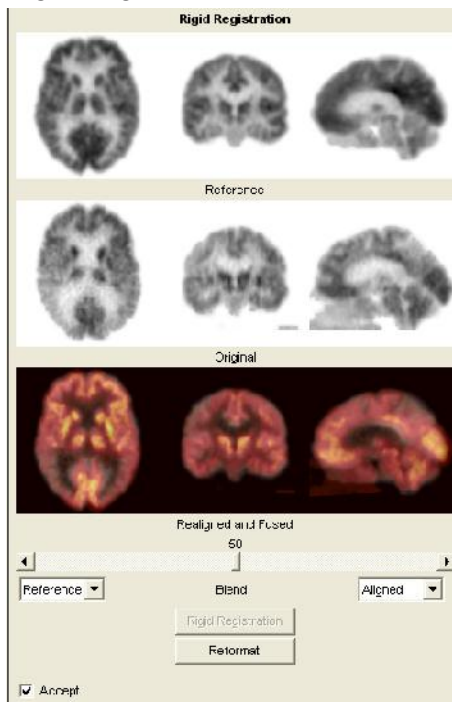 Rigid Registration
Reference
Original
Realigned and Fused
50
Reference Blend Aligned
Rigid Registration
Reformat
Accept